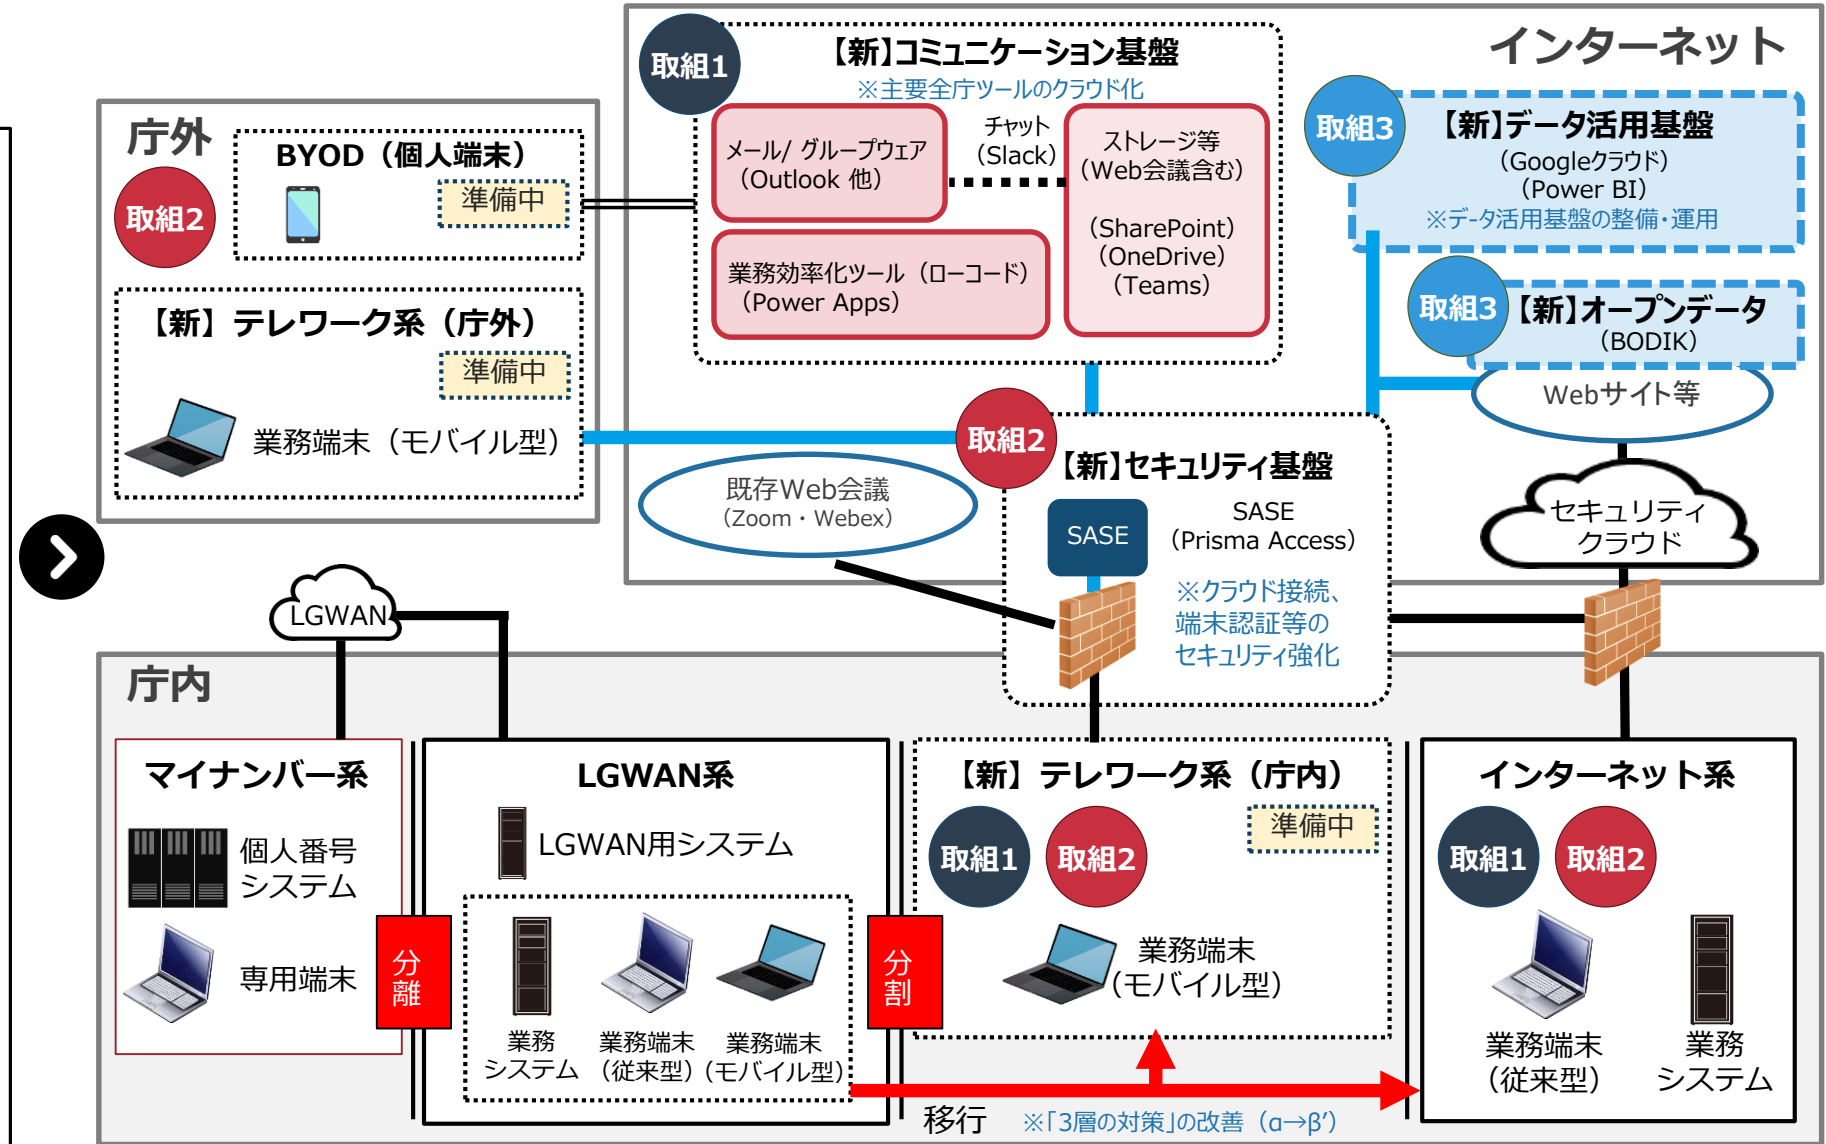 インターネット
取組1
【新】コミュニケーション基盤
※主要全庁ツールのクラウド化
メール/ グループウェア
（Outlook 他）
チャット
（Slack）
ストレージ等
（Web会議含む）
（SharePoint）
（OneDrive）
（Teams）
業務効率化ツール（ローコード）
（Power Apps）
取組3
【新】データ活用基盤
（Googleクラウド）
（Power BI）
※データ活用基盤の整備・運用
取組3
【新】オープンデータ
（BODIK）
Webサイト等
セキュリティ
クラウド
庁外
取組2
BYOD（個人端末）
準備中
【新】テレワーク系（庁外）
準備中
業務端末（モバイル型）
既存Web会議
（Zoom・Webex）
取組2
【新】セキュリティ基盤
SASE
SASE
（Prisma Access）
※クラウド接続、
端末認証等の
セキュリティ強化
LGWAN
庁内
マイナンバー系
個人番号
システム
専用端末
分離
LGWAN系
LGWAN用システム
業務
システム
業務端末
（従来型）
業務端末
（モバイル型）
分割
【新】テレワーク系（庁内）
取組1
取組2
準備中
業務端末
（モバイル型）
インターネット系
取組1
取組2
業務端末
（従来型）
業務
システム
移行
※「3層の対策」の改善（α→β′）